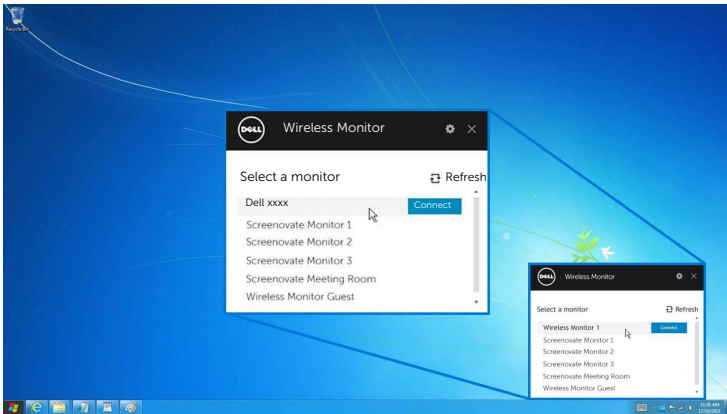 Recycle Bin
DELL
Wireless Monitor
Select a monitor
Refresh
Dell xxxx
Connect
Screenovate Monitor 1
Screenovate Monitor 2
Screenovate Monitor 3
Screenovate Meeting Room
Wireless Monitor Guest
DELL
Wireless Monitor
Select a monitor
Refresh
Wireless Monitor 1
Connect
Screenovate Monitor 1
Screenovate Monitor 2
Screenovate Monitor 3
Screenovate Meeting Room
Wireless Monitor Guest